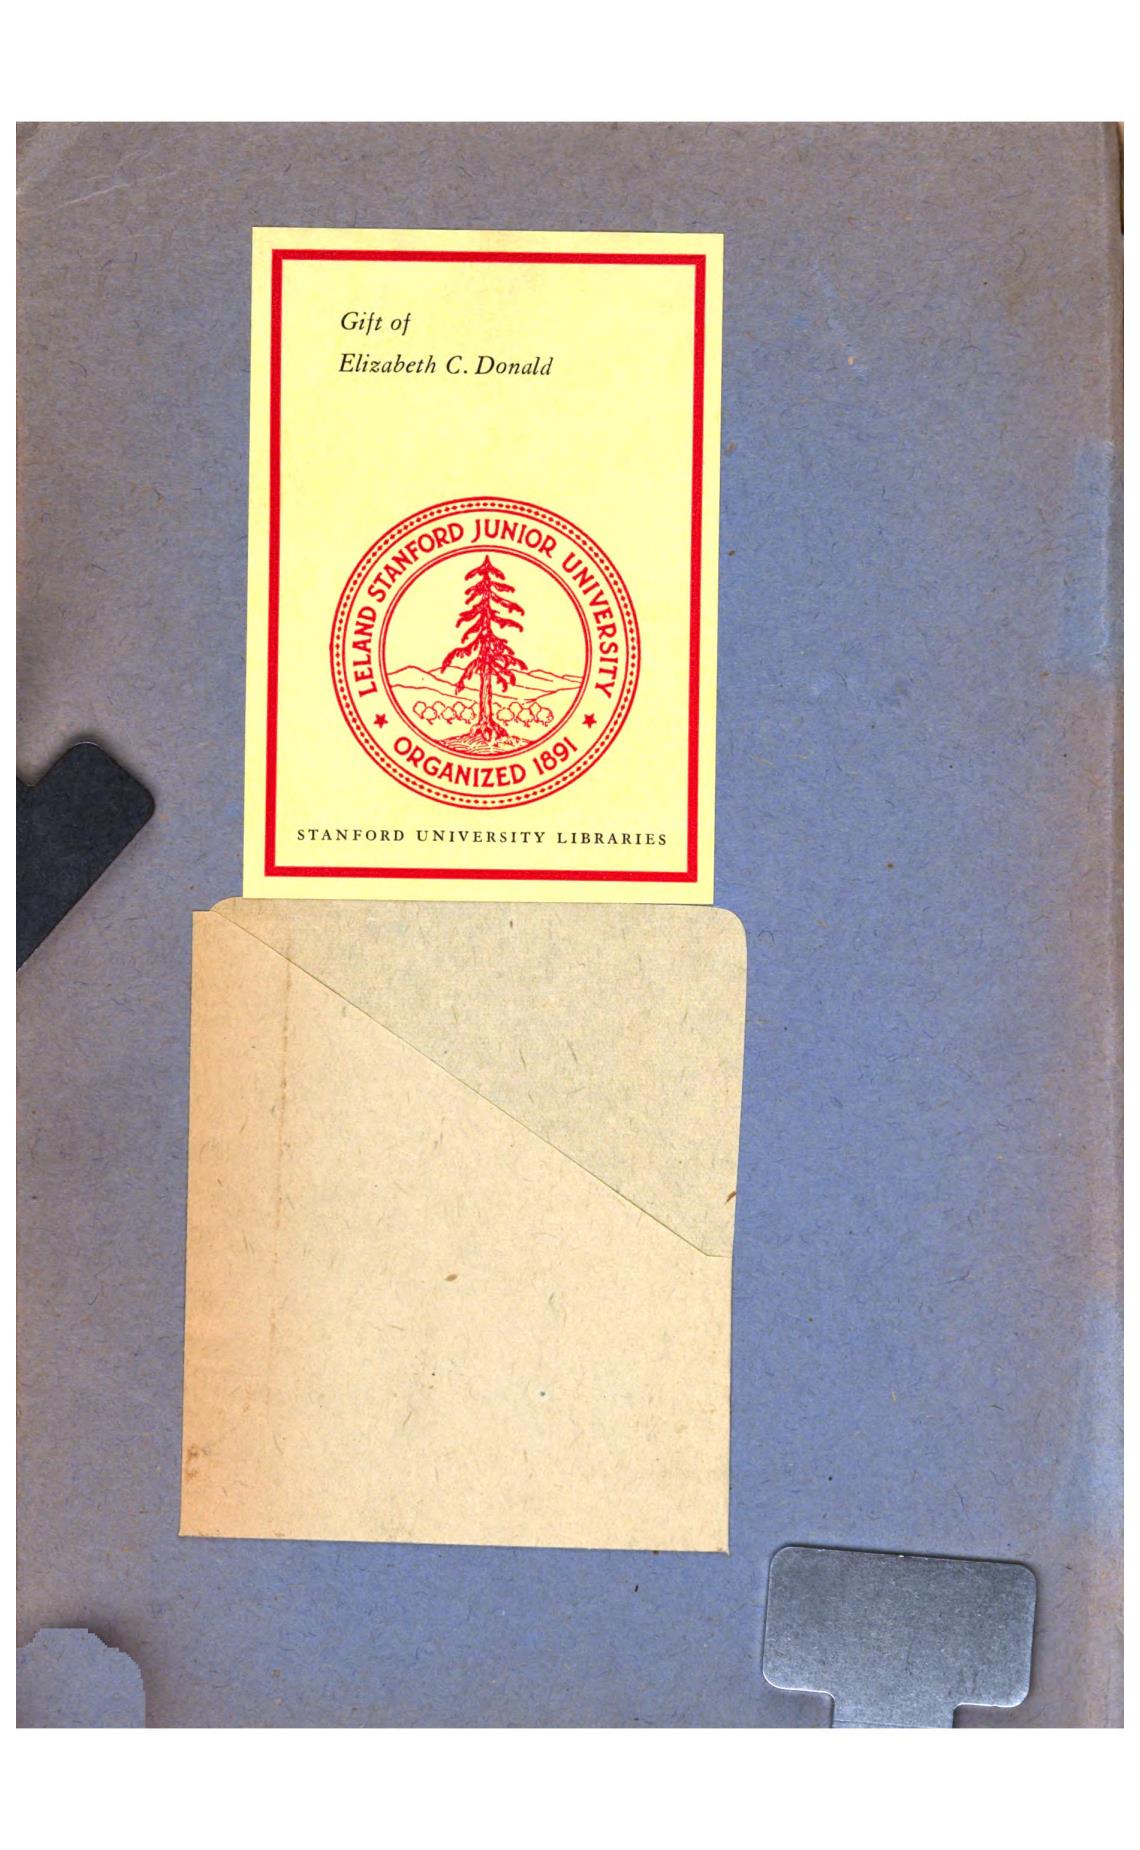 Gift of
Elizabeth C. Donald
LELAND STANFORD JUNIOR UNIVERSITY
ORGANIZED 1891
STANFORD UNIVERSITY LIBRARIES